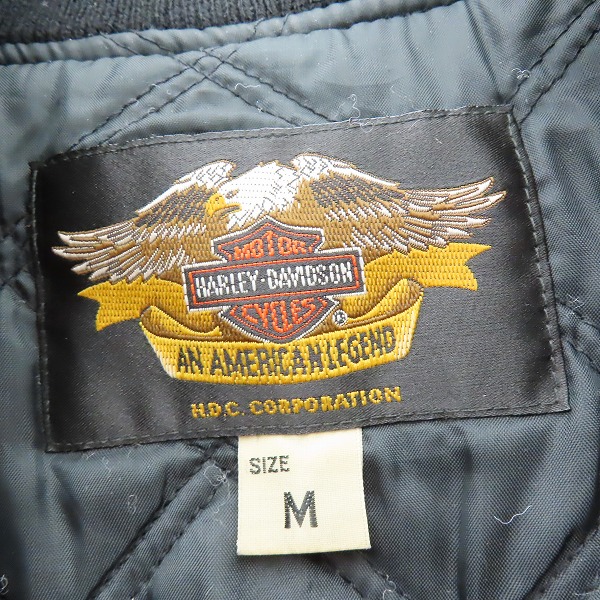 MOTOR
HARLEY-DAVIDSON
CYCLES
®
AN AMERICAN LEGEND
H.D.C. CORPORATION
SIZE
M